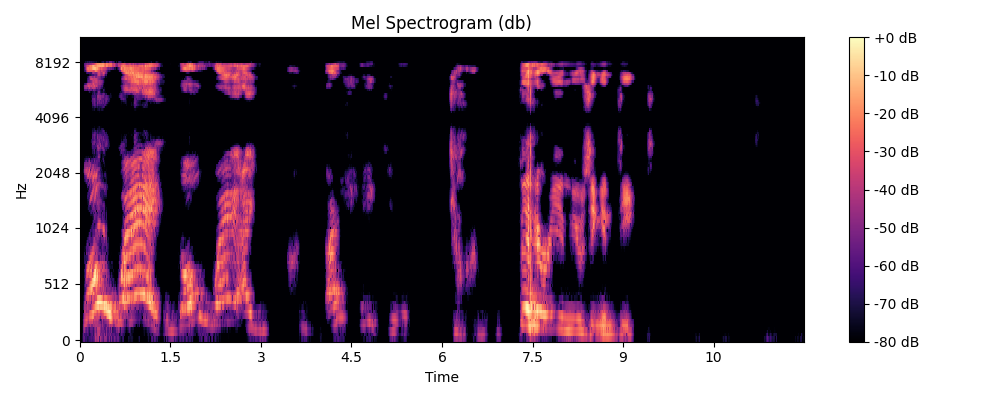 Mel Spectrogram (db)
8192
4096
2048
1024
512
0
Hz
0 1.5 3 4.5 6 7.5 9 10
Time
+0 dB
-10 dB
-20 dB
-30 dB
-40 dB
-50 dB
-60 dB
-70 dB
-80 dB